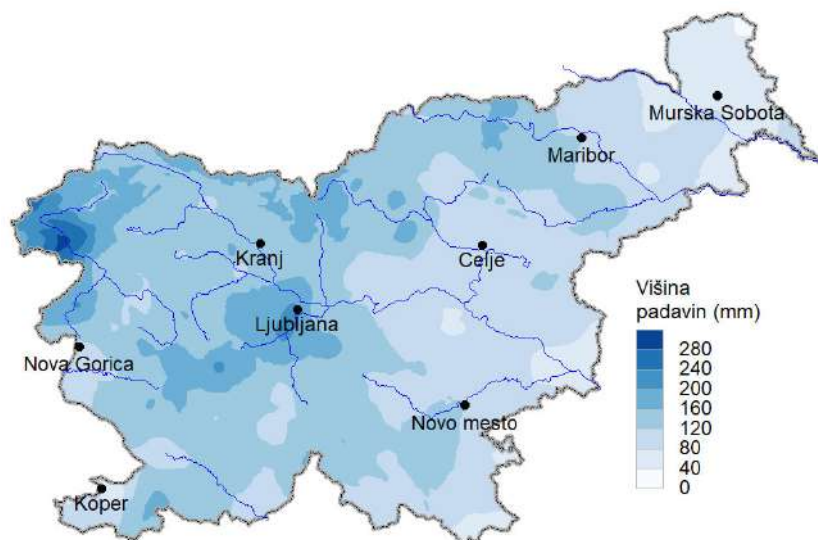 Murska Sobota
Maribor
Kranj
Celje
Ljubljana
Nova Gorica
Novo mesto
Koper
Višina
padavin (mm)
280
240
200
160
120
80
40
0